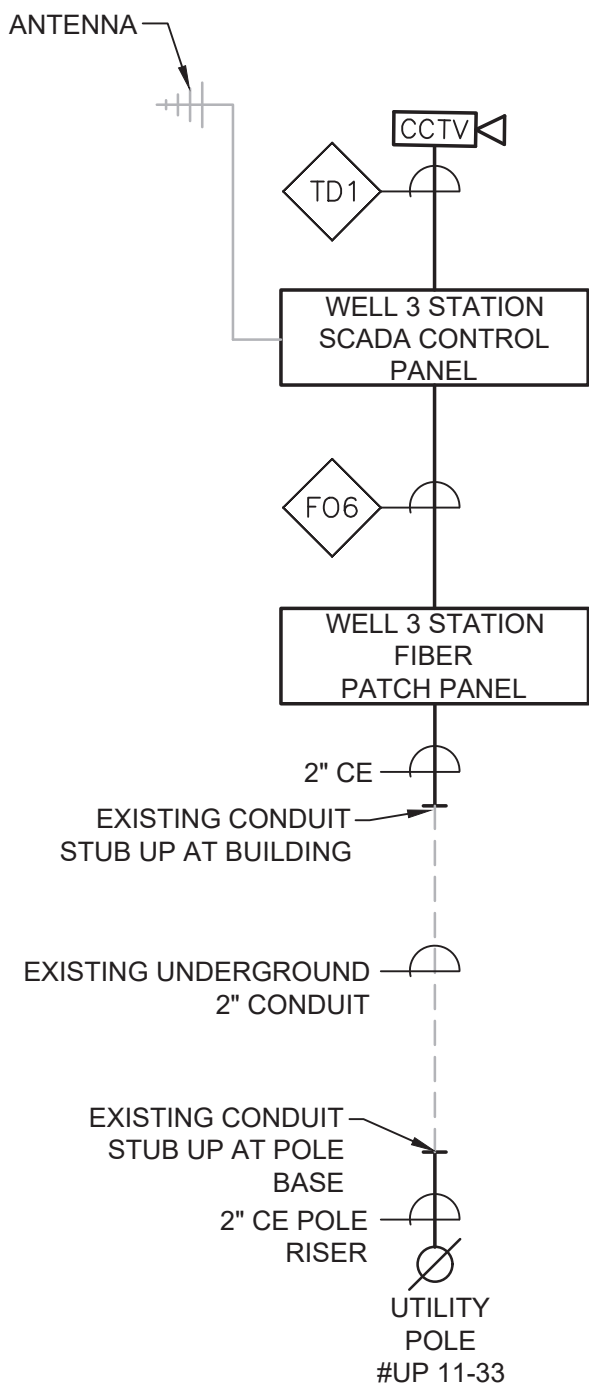 ANTENNA
CCTV
TD1
WELL 3 STATION
SCADA CONTROL
PANEL
FO6
WELL 3 STATION
FIBER
PATCH PANEL
2" CE
EXISTING CONDUIT
STUB UP AT BUILDING
EXISTING UNDERGROUND
2" CONDUIT
EXISTING CONDUIT
STUB UP AT POLE
BASE
2" CE POLE
RISER
UTILITY
POLE
#UP 11-33